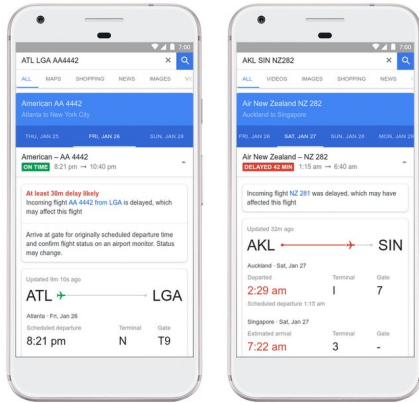 7:00
ATL LGA AA4442
ALL MAPS SHOPPING NEWS IMAGES
American AA 4442
Atlanta to New York City
THU, JAN 25 FRI, JAN 26 SUN, JAN 28
American – AA 4442
ON TIME 8:21 pm → 10:40 pm
At least 30m delay likely
Incoming flight AA 4442 from LGA is delayed, which may affect this flight
Arrive at gate for originally scheduled departure time
and confirm flight status on an airport monitor. Status
may change.
Updated 9m 10s ago
ATL LGA
Atlanta · Fri, Jan 26
Scheduled departure Terminal Gate
8:21 pm N T9
7:00
AKL SIN NZ282
ALL VIDEOS IMAGES SHOPPING NEWS
Air New Zealand NZ 282
Auckland to Singapore
FRI, JAN 26 SAT, JAN 27 SUN, JAN 28 MON, JAN 29
Air New Zealand – NZ 282
DELAYED 42 MIN 1:15 am → 6:40 am
Incoming flight NZ 281 was delayed, which may have
affected this flight
Updated 32m ago
AKL SIN
Auckland · Sat, Jan 27
Departed Terminal Gate
2:29 am I 7
Scheduled departure 1:15 am
Singapore · Sat, Jan 27
Estimated arrival Terminal Gate
7:22 am 3 -